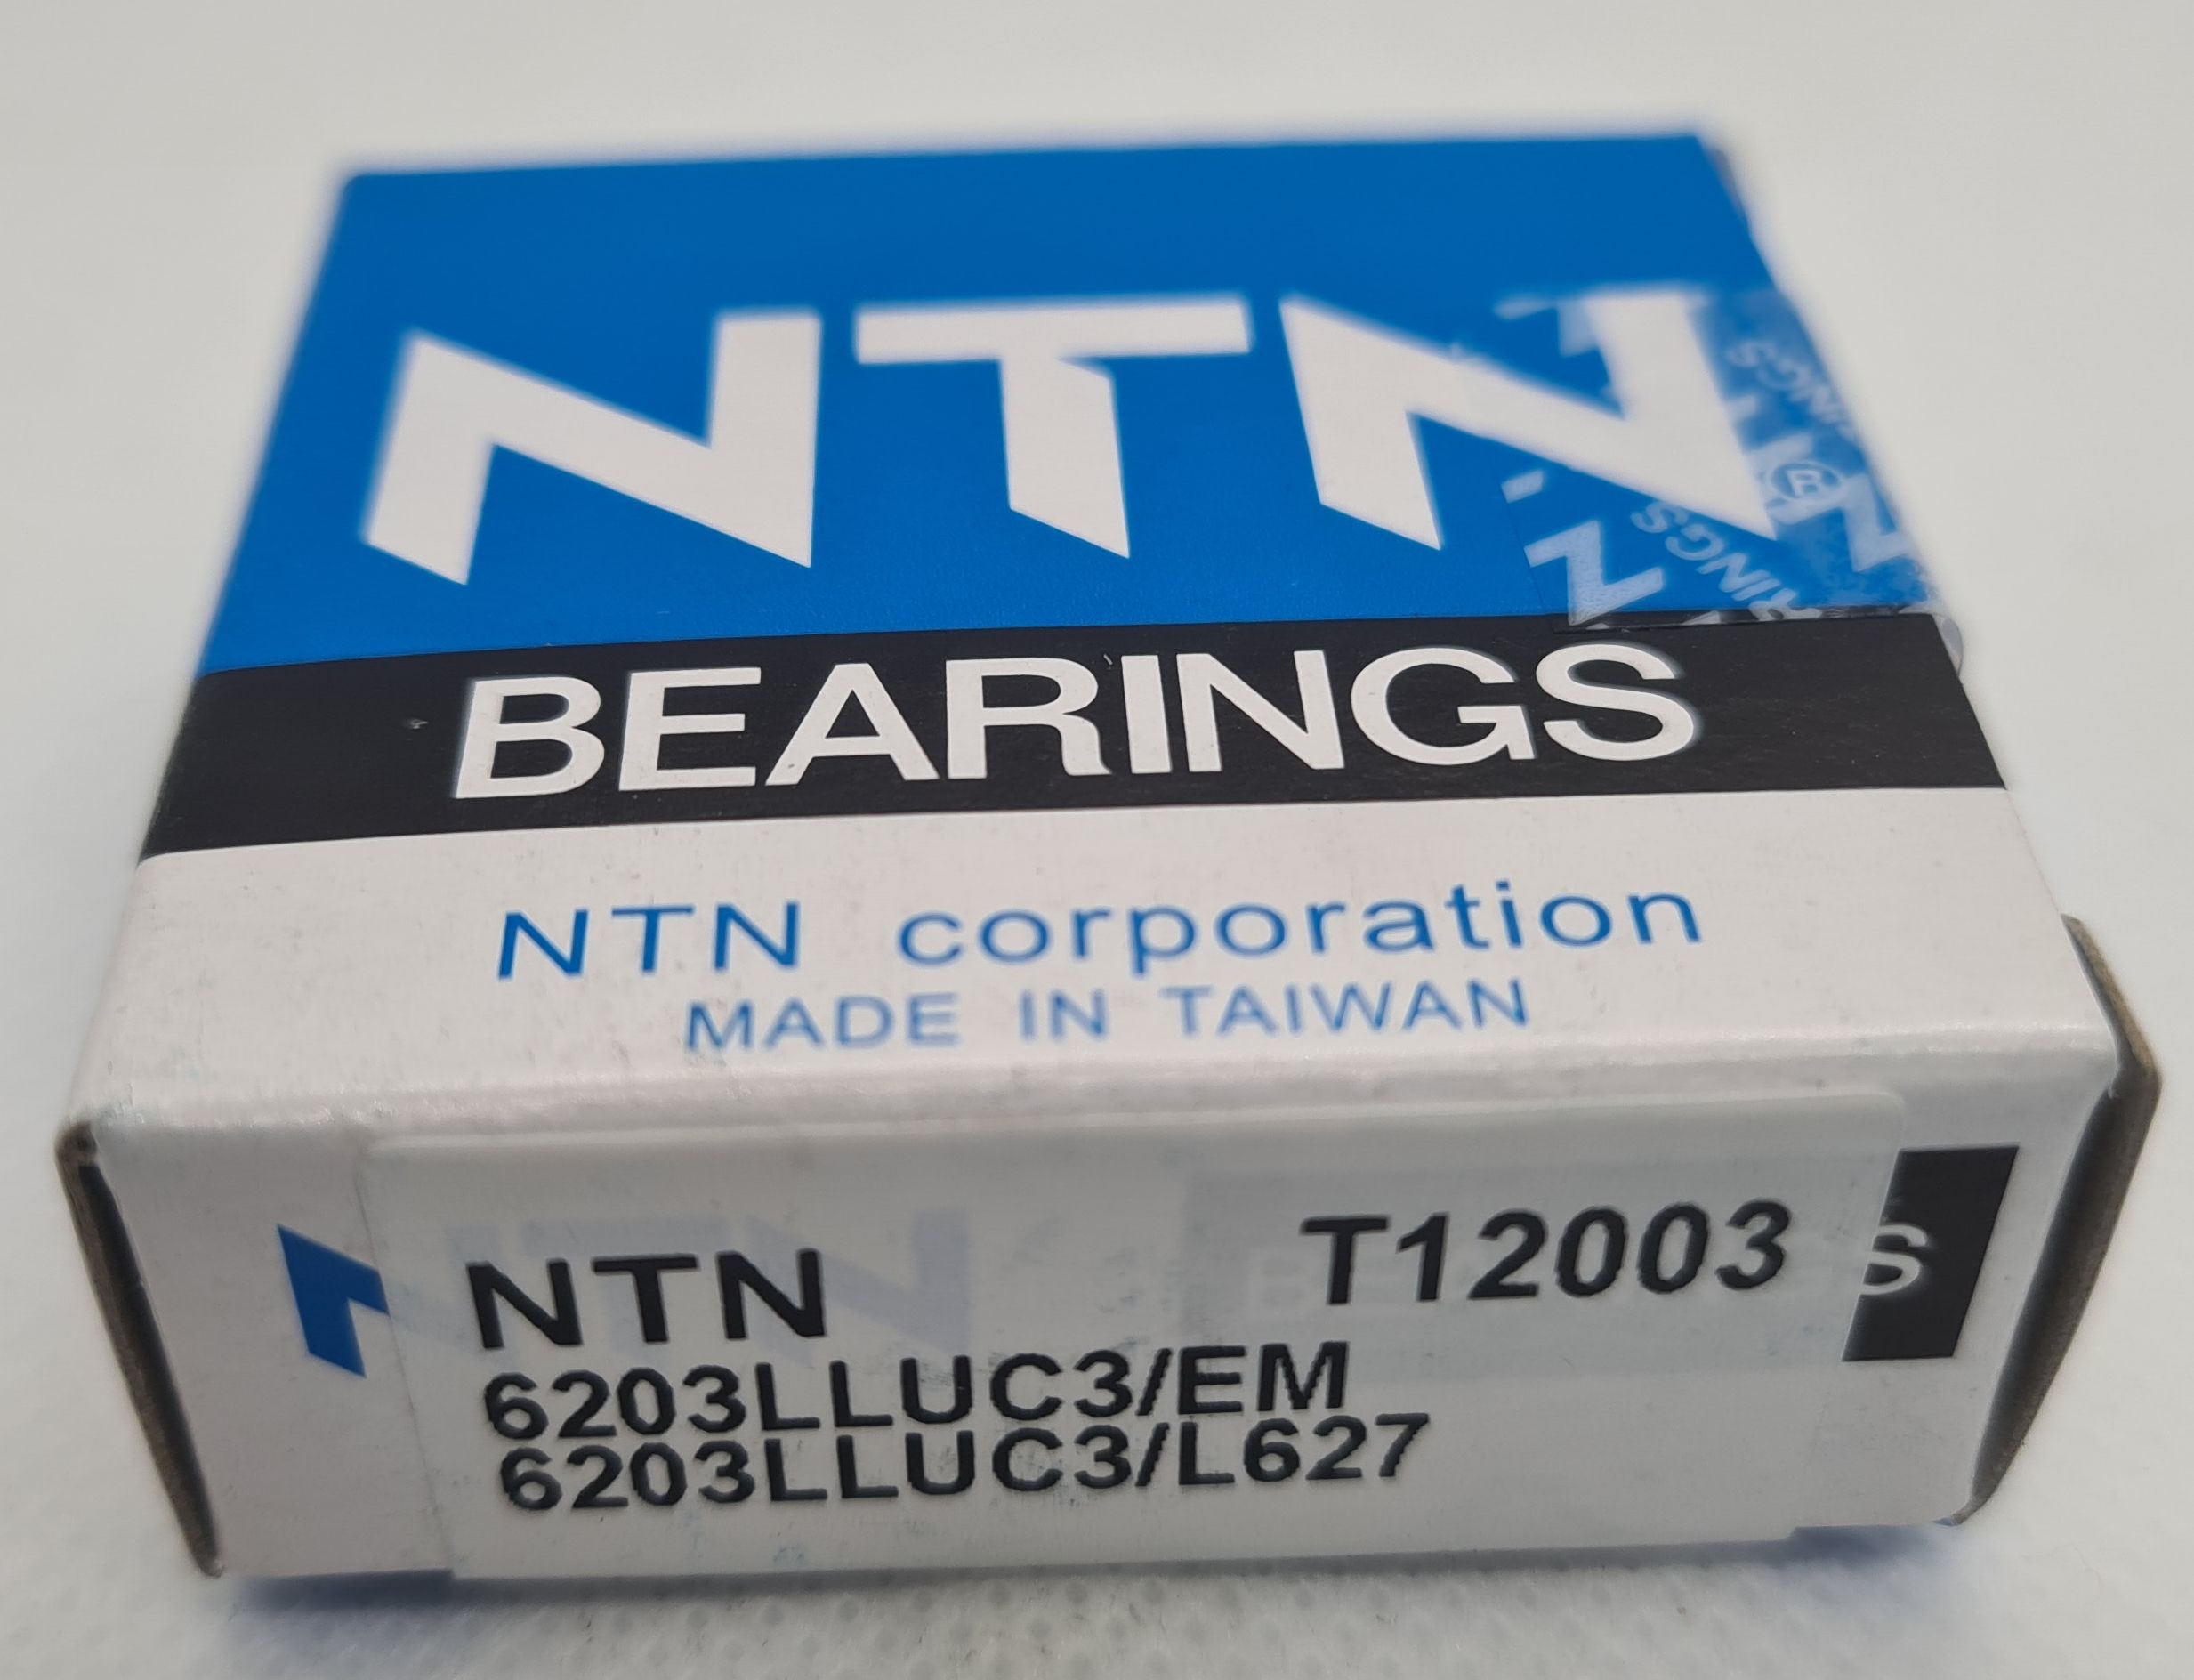 NTN
BEARINGS
NTN corporation
MADE IN TAIWAN
NTN T12003
6203LLUC3/EM
6203LLUC3/L627